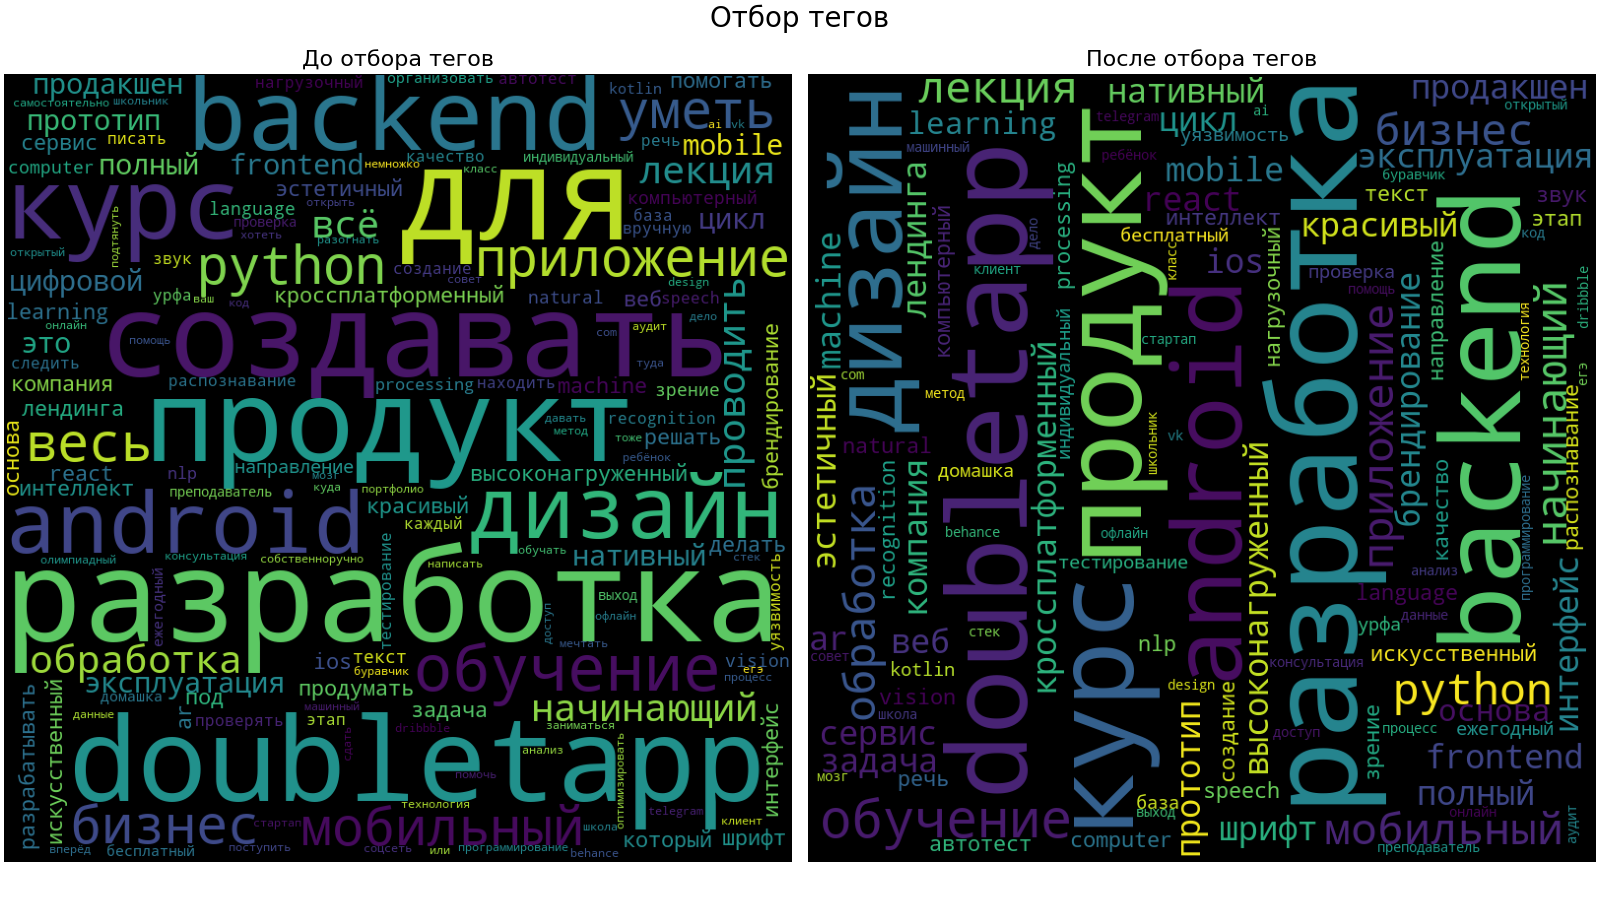 Отбор тегов
До отбора тегов
продакшен
нагрузочный
организовать
автотест
kotlin
помогать
самостоятельно
школьник
backend
уметь
прототип
ai
vk
сервис
писать
речь
mobile
computer
полный
frontend
немножко
качество
класс
индивидуальный
лекция
курс
эстетичный
для
компьютерный
language
открыть
всё
база
цикл
подтянуть
проверка
хотеть
разогнать
вручную
открытый
звук
python
приложение
цифровой
создание
совет
урфа
ваш
код
кроссплатформенный
natural
веб
speech
design
learning
онлайн
создавать
com
аудит
дело
это
помощь
следить
туда
компания
распознавание
processing
находить
machine
зрение
проводить
брендирование
лендинга
продукт
давать
метод
recognition
основа
весь
тоже
ребёнок
решать
react
nlp
направление
мозг
высоконагруженный
интеллект
преподаватель
куда
портфолио
красивый
каждый
android
дизайн
олимпиадный
консультация
собственноручно
тестирование
написать
обучать
нативный
делать
стек
разработка
ежегодный
выход
офлайн
доступ
мечтать
уязвимость
обработка
ios
текст
буравчик
обучение
vision
егэ
процесс
эксплуатация
домашка
под
продумать
машинный
разрабатывать
искусственный
данные
ar
проверять
этап
задача
dribbble
начинающий
заниматься
сдать
анализ
doubletapp
помочь
оптимизировать
интерфейс
технология
telegram
бизнес
стартап
мобильный
школа
клиент
который
шрифт
вперёд
бесплатный
поступить
соцсеть
или
программирование
behance
После отбора тегов
лекция
нативный
продакшен
открытый
дизайн
learning
telegram
цикл
ai
уязвимость
бизнес
машинный
ребёнок
mobile
эксплуатация
буравчик
лендинга
doubletapp
processing
продукт
react
текст
звук
компьютерный
дело
интеллект
красивый
этап
код
machine
бесплатный
класс
нагрузочный
разработка
направление
backend
клиент
ios
проверка
помощь
dribbble
эстетичный
com
метод
кроссплатформенный
индивидуальный
стартап
android
приложение
брендирование
технология
начинающий
егэ
распознавание
natural
recognition
компания
домашка
школьник
vk
высоконагруженный
качество
программирование
обработка
behance
офлайн
тестирование
анализ
language
данные
интерфейс
ar
совет
веб
стек
курс
nlp
урфа
консультация
искусственный
kotlin
vision
школа
design
python
основа
сервис
задача
мозг
речь
прототип
создание
база
выход
speech
доступ
зрение
процесс
ежегодный
frontend
полный
онлайн
обучение
автотест
computer
шрифт
мобильный
преподаватель
аудит